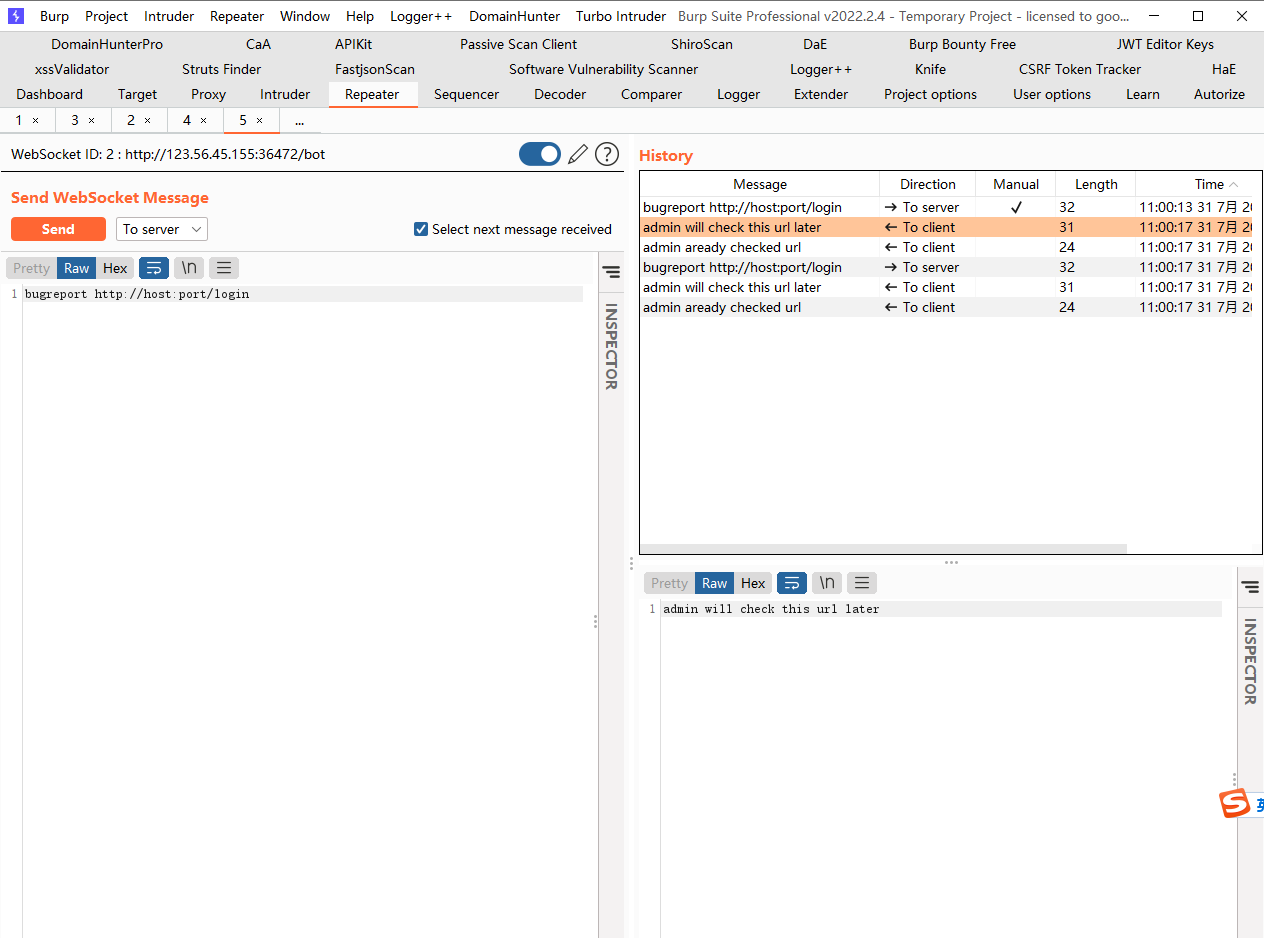 Burp Project Intruder Repeater Window Help Logger++ DomainHunter Turbo Intruder Burp Suite Professional v2022.2.4 - Temporary Project - licensed to goo...
DomainHunterPro CaA APIKit Passive Scan Client ShiroScan DaE Burp Bounty Free JWT Editor Keys
xssValidator Struts Finder FastjsonScan Software Vulnerability Scanner Logger++ Knife CSRF Token Tracker HaE
Dashboard Target Proxy Intruder Repeater Sequencer Decoder Comparer Logger Extender Project options User options Learn Autorize
1 × 3 × 2 × 4 × 5 × ...
WebSocket ID: 2 : http://123.56.45.155:36472/bot
Send WebSocket Message
Send To server Select next message received
Pretty Raw Hex \n
1 bugreport http://host:port/login
INSPECTOR
History
Message Direction Manual Length Time
bugreport http://host:port/login → To server ✓ 32 11:00:13 31 7月 20
admin will check this url later ← To client 31 11:00:17 31 7月 20
admin aready checked url ← To client 24 11:00:17 31 7月 20
bugreport http://host:port/login → To server 32 11:00:17 31 7月 20
admin will check this url later ← To client 31 11:00:17 31 7月 20
admin aready checked url ← To client 24 11:00:17 31 7月 20
Pretty Raw Hex \n
1 admin will check this url later
INSPECTOR
S 英